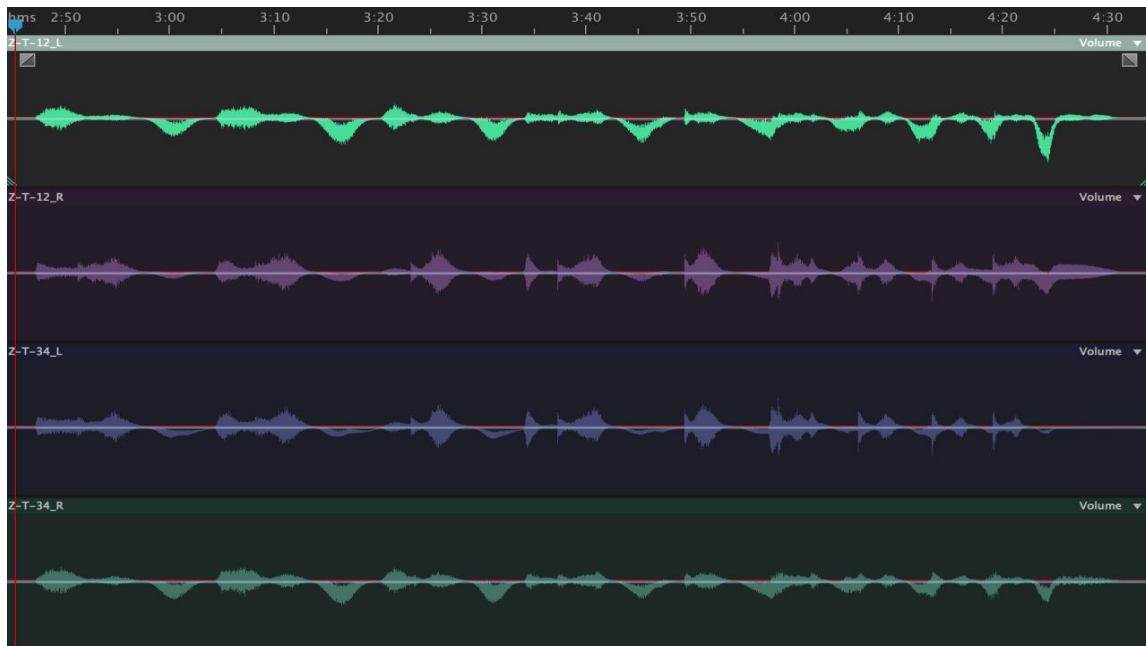 hms 2:50 3:00 3:10 3:20 3:30 3:40 3:50 4:00 4:10 4:20 4:30
Z-T-12_L Volume
Z-T-12_R Volume
Z-T-34_L Volume
Z-T-34_R Volume